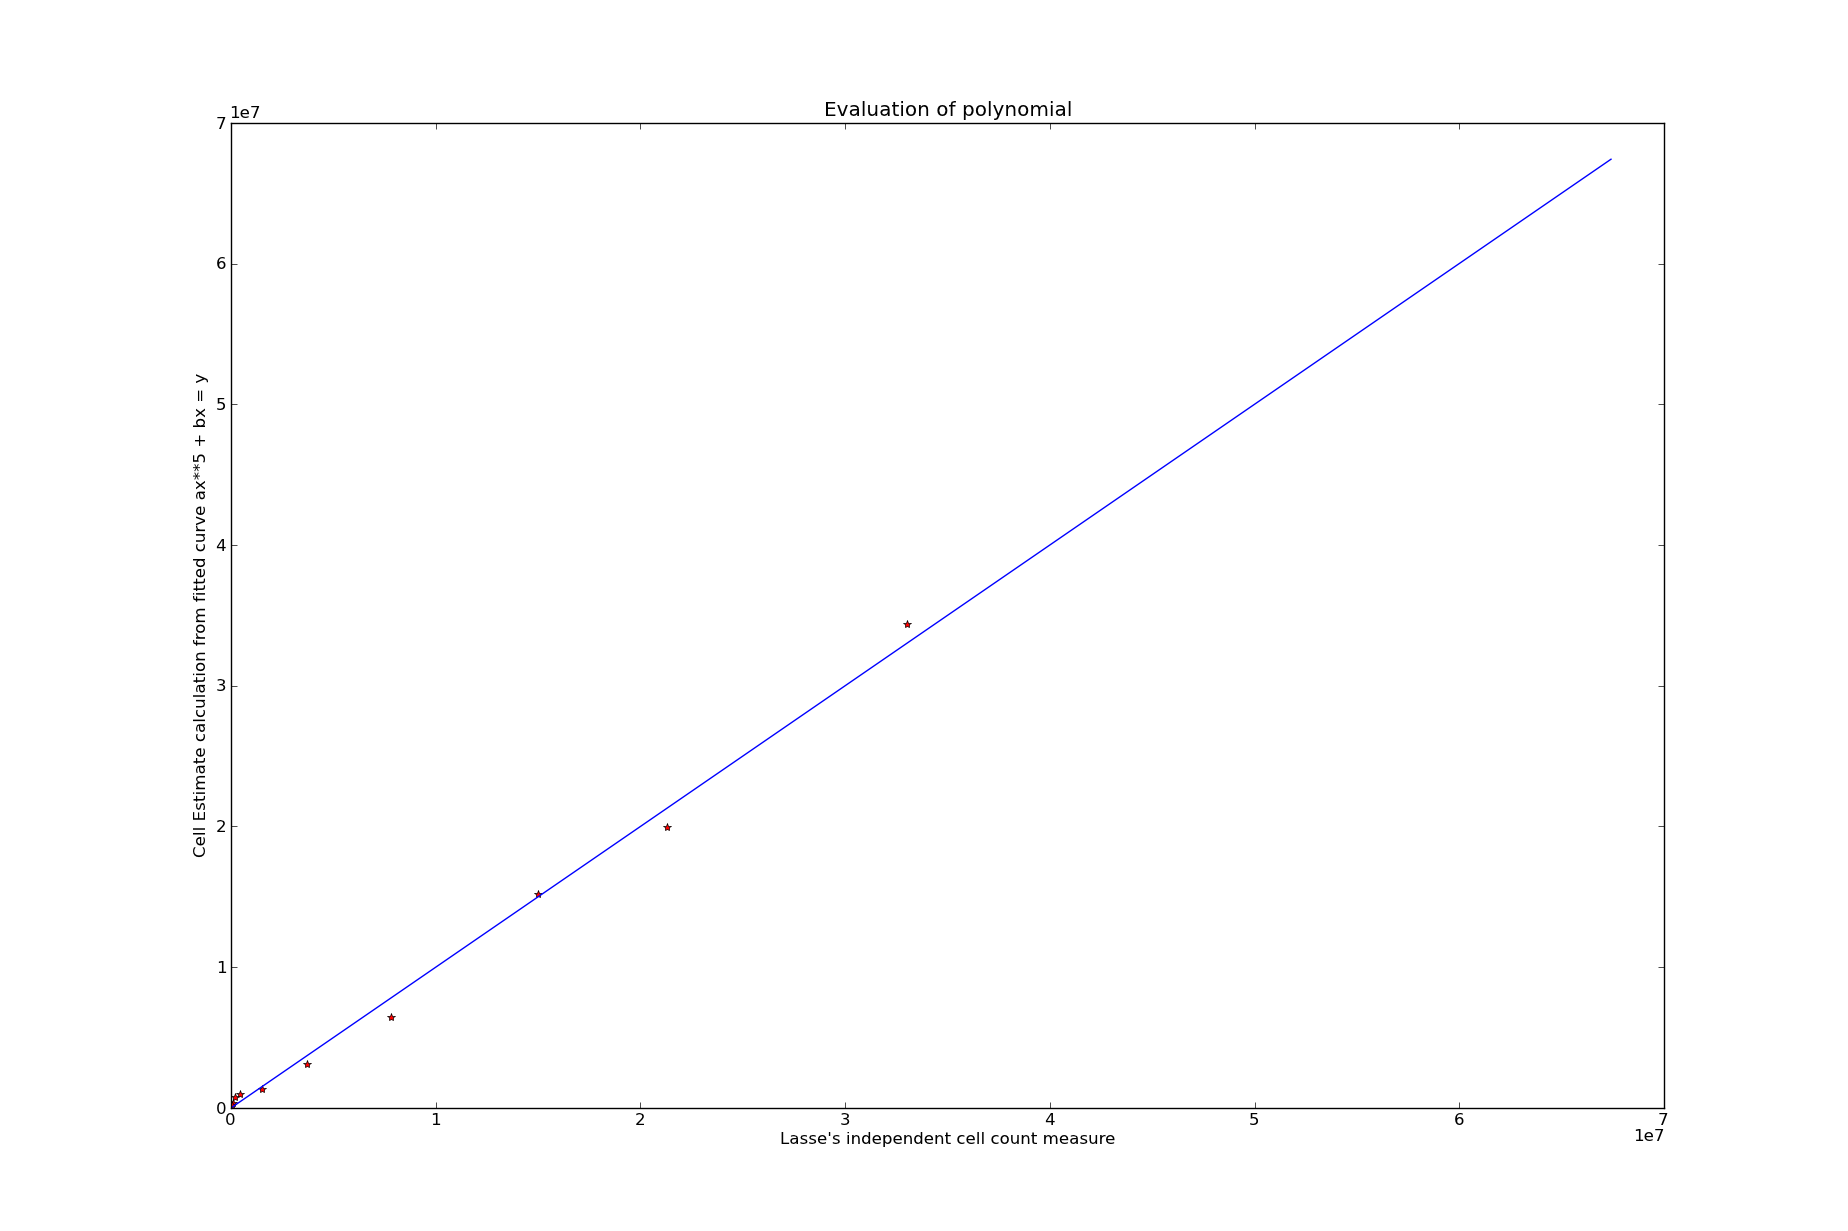 Evaluation of polynomial
1e7
7
6
5
4
3
2
1
0
Cell Estimate calculation from fitted curve ax**5 + bx = y
0 1 2 3 4 5 6 7
1e7
Lasse's independent cell count measure